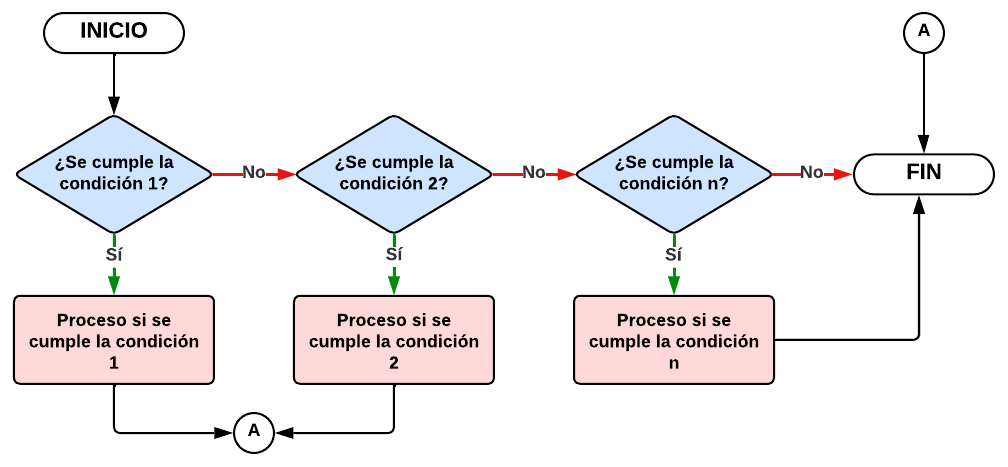 INICIO
A
¿Se cumple la
condición 1?
No
¿Se cumple la
condición 2?
No
¿Se cumple la
condición n?
No
FIN
Sí
Sí
Sí
Proceso si se
cumple la condición
1
Proceso si se
cumple la condición
2
Proceso si se
cumple la condición
n
A